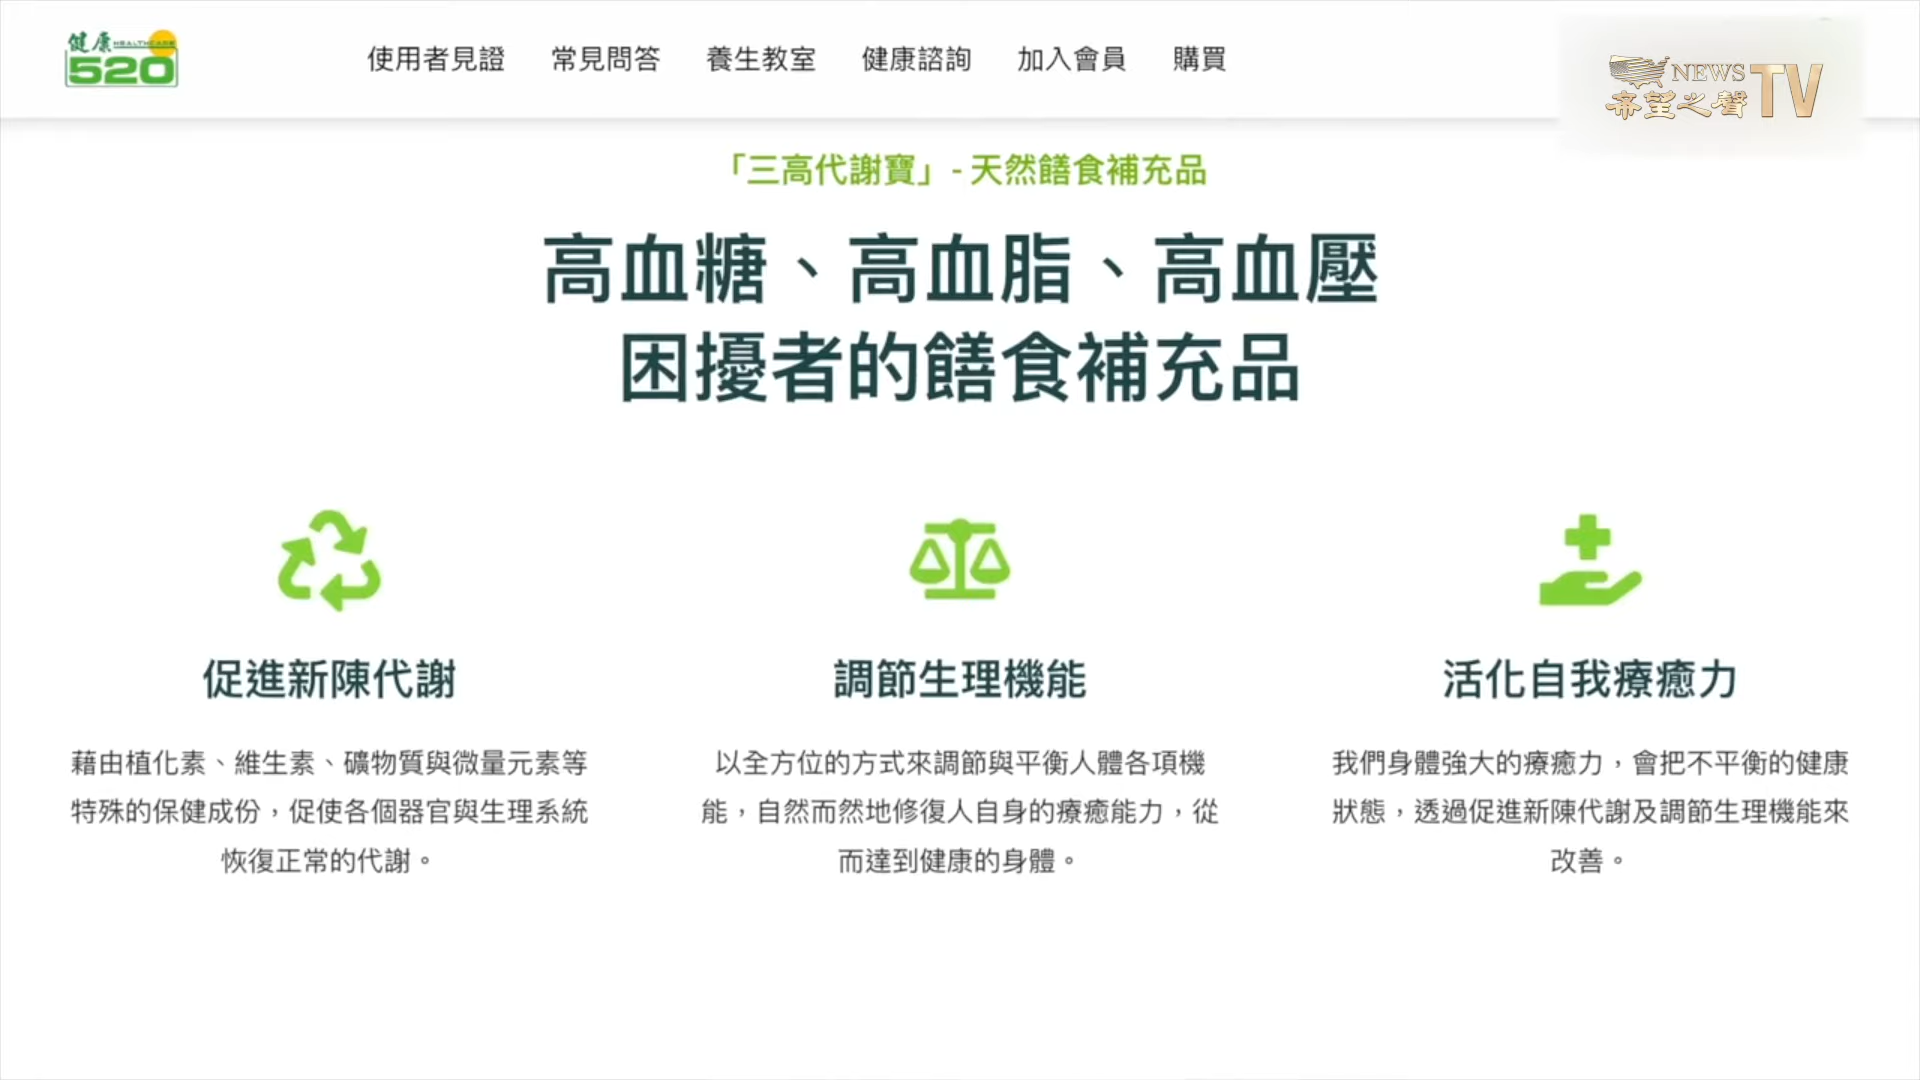 健康 HEALTHCARE
520
使用者見證 常見問答 養生教室 健康諮詢 加入會員 購買
NEWS
希望之聲TV
「三高代謝寶」- 天然饍食補充品
高血糖、高血脂、高血壓
困擾者的饍食補充品
促進新陳代謝
藉由植化素、維生素、礦物質與微量元素等
特殊的保健成份，促使各個器官與生理系統
恢復正常的代謝。
調節生理機能
以全方位的方式來調節與平衡人體各項機
能，自然而然地修復人自身的療癒能力，從
而達到健康的身體。
活化自我療癒力
我們身體強大的療癒力，會把不平衡的健康
狀態，透過促進新陳代謝及調節生理機能來
改善。